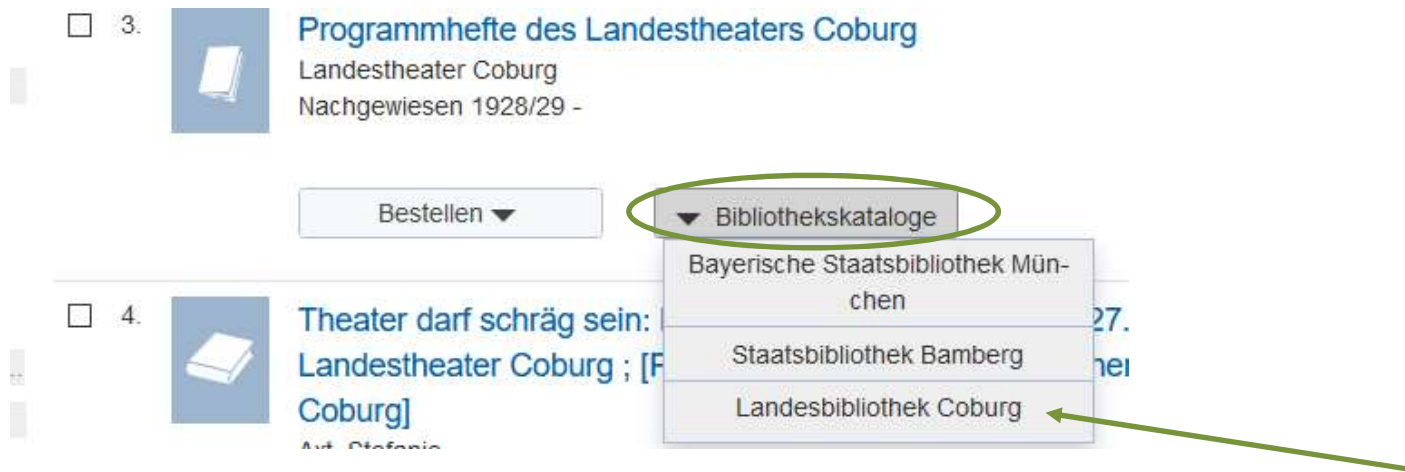 3.
Programmhefte des Landestheaters Coburg
Landestheater Coburg
Nachgewiesen 1928/29 -
Bestellen
Bibliothekskataloge
Bayerische Staatsbibliothek Mün-
chen
Staatsbibliothek Bamberg
Landesbibliothek Coburg
4.
Theater darf schräg sein: 27.
Landestheater Coburg ; [
Coburg]